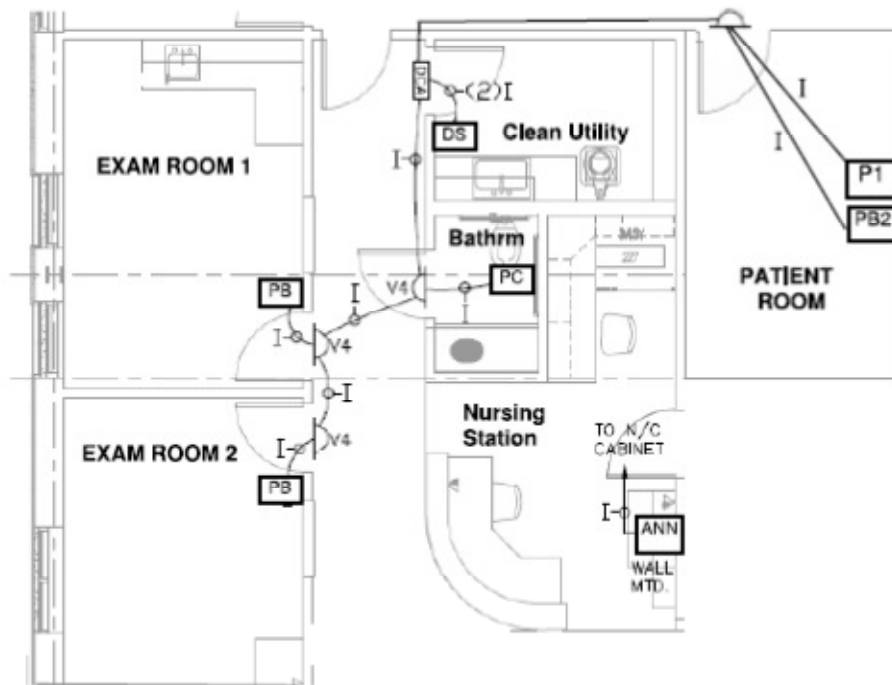 DCA
(2)I
DS
Clean Utility
I
I
P1
PB2
I
EXAM ROOM 1
Bathrm
PATIENT
ROOM
PB
V4
PC
I
I
I
V4
I
Nursing
Station
TO N/C
CABINET
EXAM ROOM 2
I
V4
PB
I
ANN
WALL
MTD.